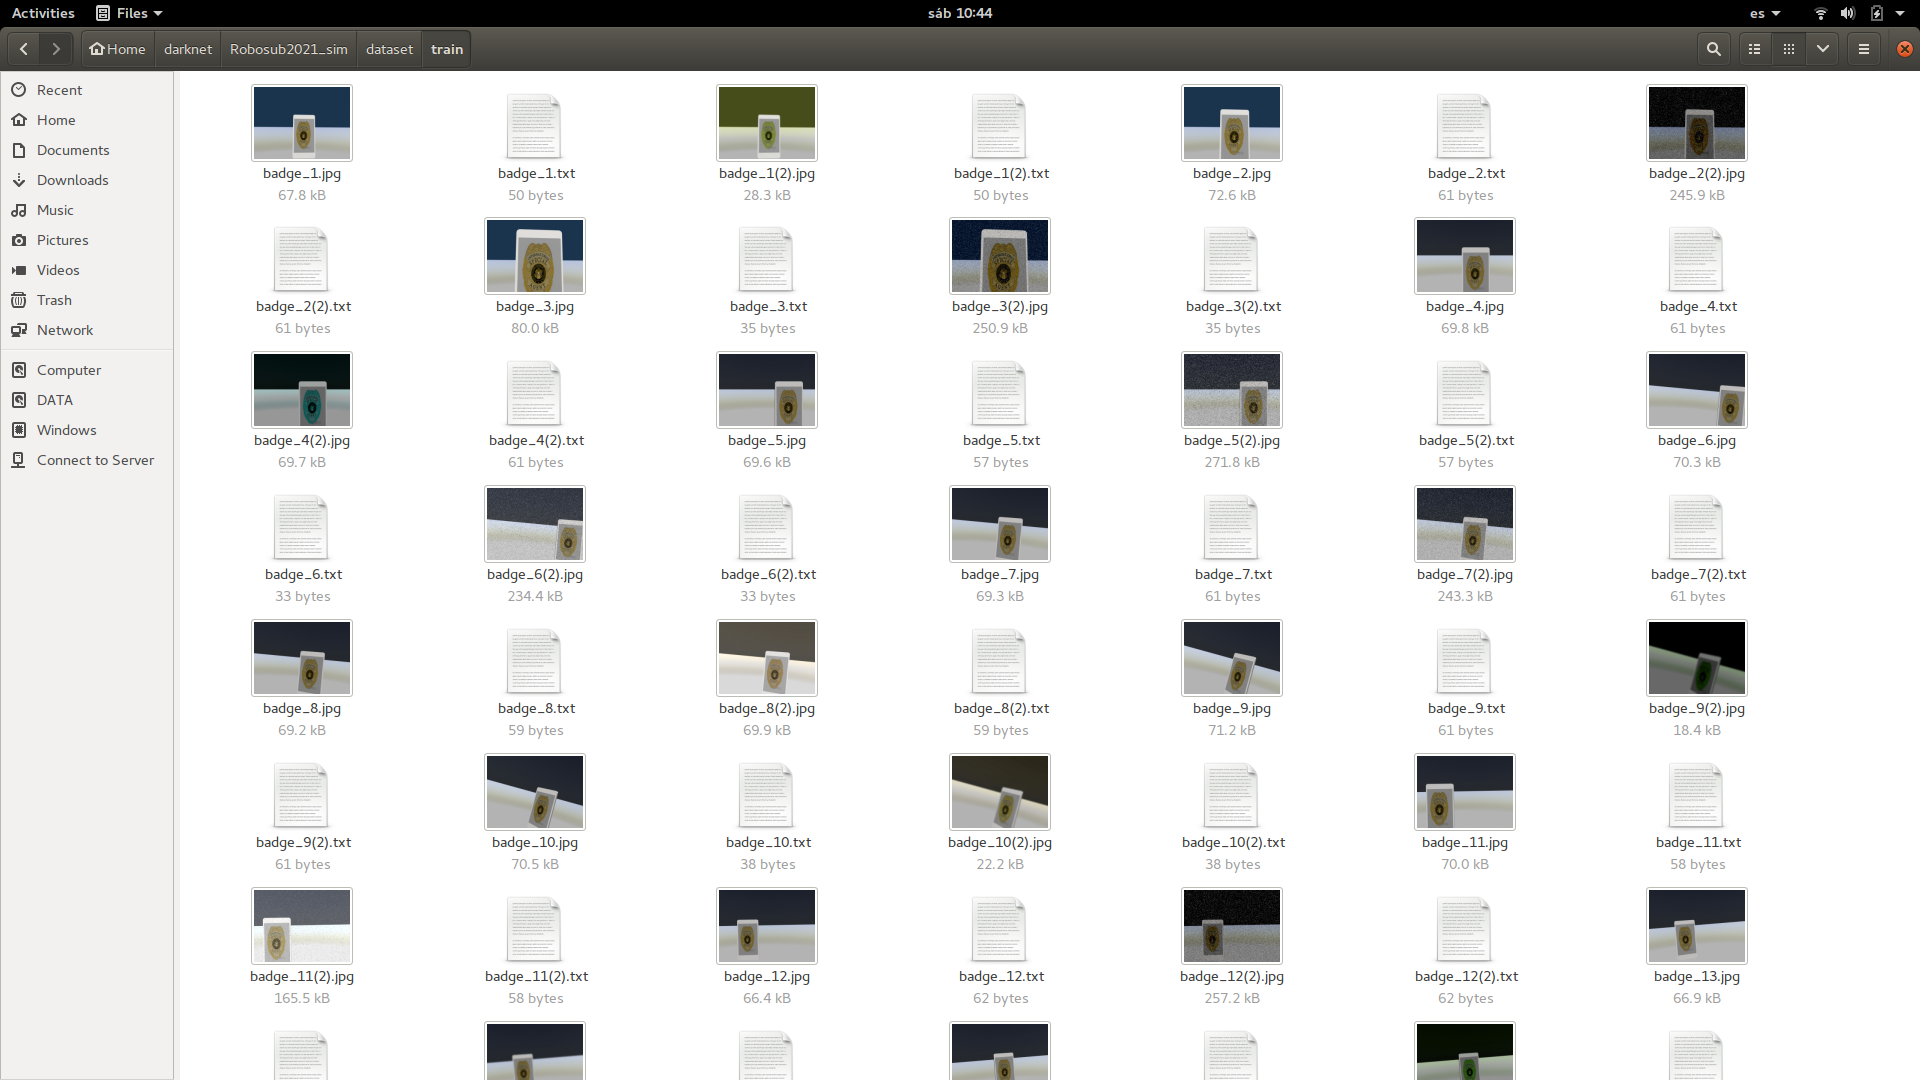 Activities Files sáb 10:44 es
Home darknet Robosub2021_sim dataset train
Recent
Home
Documents
Downloads
Music
Pictures
Videos
Trash
Network
Computer
DATA
Windows
Connect to Server
badge_1.jpg badge_1.txt badge_1(2).jpg badge_1(2).txt badge_2.jpg badge_2.txt badge_2(2).jpg
67.8 kB 50 bytes 28.3 kB 50 bytes 72.6 kB 61 bytes 245.9 kB
badge_2(2).txt badge_3.jpg badge_3.txt badge_3(2).jpg badge_3(2).txt badge_4.jpg badge_4.txt
61 bytes 80.0 kB 35 bytes 250.9 kB 35 bytes 69.8 kB 61 bytes
badge_4(2).jpg badge_4(2).txt badge_5.jpg badge_5.txt badge_5(2).jpg badge_5(2).txt badge_6.jpg
69.7 kB 61 bytes 69.6 kB 57 bytes 271.8 kB 57 bytes 70.3 kB
badge_6.txt badge_6(2).jpg badge_6(2).txt badge_7.jpg badge_7.txt badge_7(2).jpg badge_7(2).txt
33 bytes 234.4 kB 33 bytes 69.3 kB 61 bytes 243.3 kB 61 bytes
badge_8.jpg badge_8.txt badge_8(2).jpg badge_8(2).txt badge_9.jpg badge_9.txt badge_9(2).jpg
69.2 kB 59 bytes 69.9 kB 59 bytes 71.2 kB 61 bytes 18.4 kB
badge_9(2).txt badge_10.jpg badge_10.txt badge_10(2).jpg badge_10(2).txt badge_11.jpg badge_11.txt
61 bytes 70.5 kB 38 bytes 22.2 kB 38 bytes 70.0 kB 58 bytes
badge_11(2).jpg badge_11(2).txt badge_12.jpg badge_12.txt badge_12(2).jpg badge_12(2).txt badge_13.jpg
165.5 kB 58 bytes 66.4 kB 62 bytes 257.2 kB 62 bytes 66.9 kB